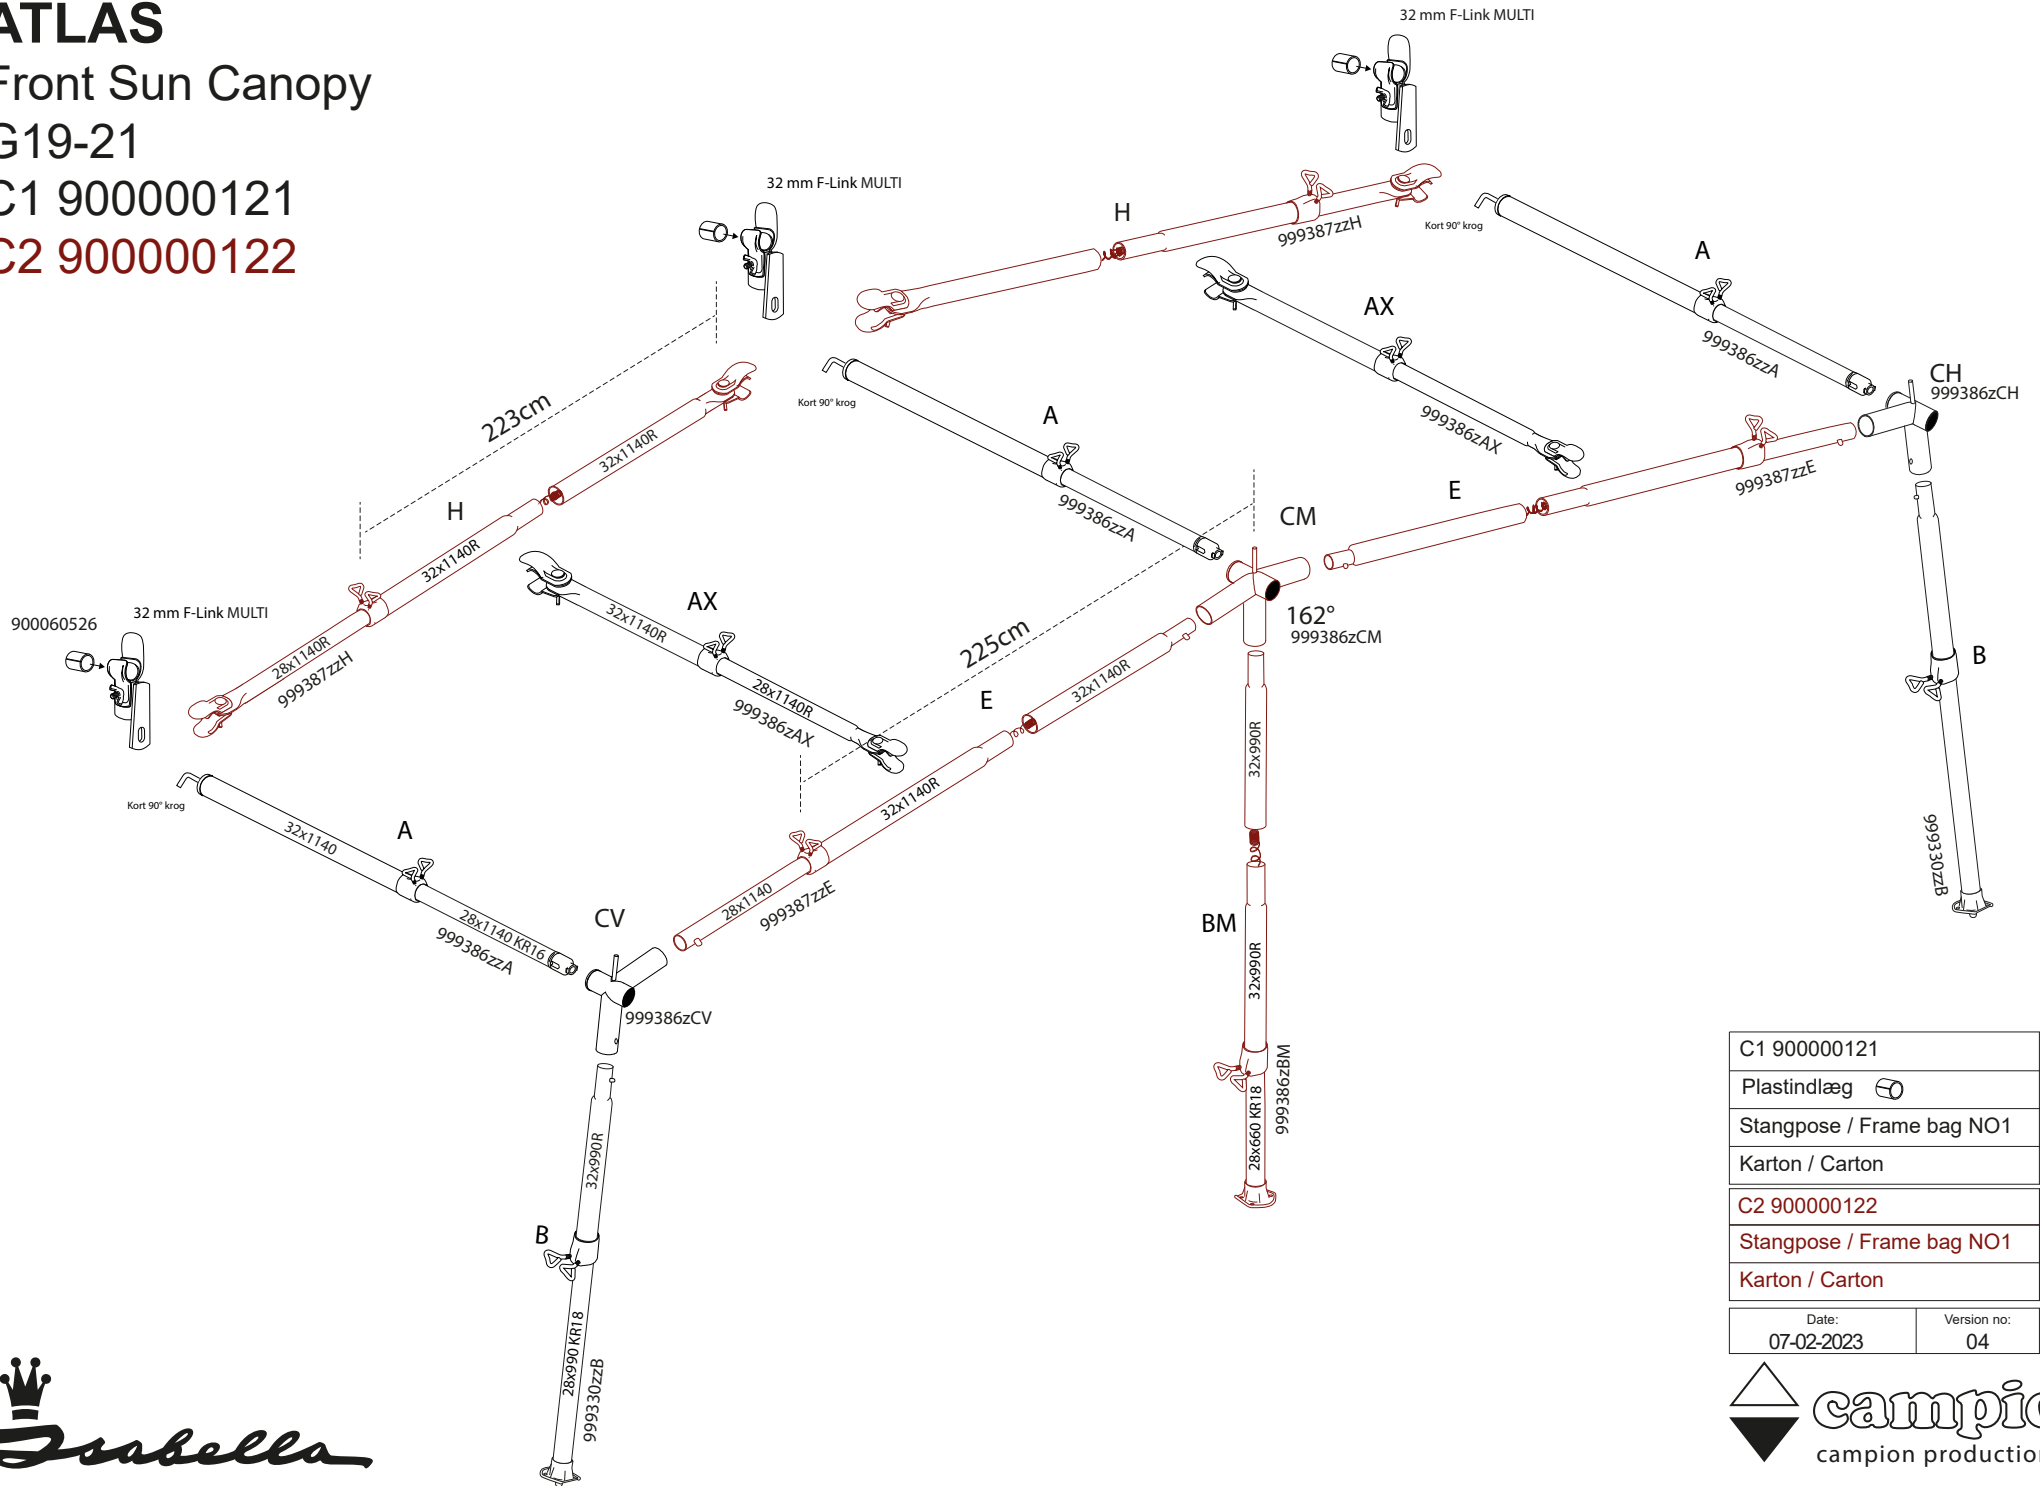 ATLAS
Front Sun Canopy
G19-21
C1 900000121
C2 900000122
32 mm F-Link MULTI
32 mm F-Link MULTI
900060526
32 mm F-Link MULTI
H
999387zzH
Kort 90° krog
A
999386zzA
AX
999386zAX
CH
999386zCH
223cm
32x1140R
H
32x1140R
28x1140R
999387zzH
Kort 90° krog
A
999386zzA
CM
162°
999386zCM
E
999387zzE
B
999330zzB
AX
32x1140R
28x1140R
999386zAX
225cm
E
32x1140R
32x1140R
28x1140
999387zzE
Kort 90° krog
A
32x1140
28x1140 KR16
999386zzA
CV
999386zCV
32x990R
BM
32x990R
28x660 KR18
999386zBM
32x990R
B
28x990 KR18
999330zzB
C1 900000121
Plastindlæg
Stangpose / Frame bag NO1
Karton / Carton
C2 900000122
Stangpose / Frame bag NO1
Karton / Carton
Date:
07-02-2023
Version no:
04
Isabella
campio
campion production